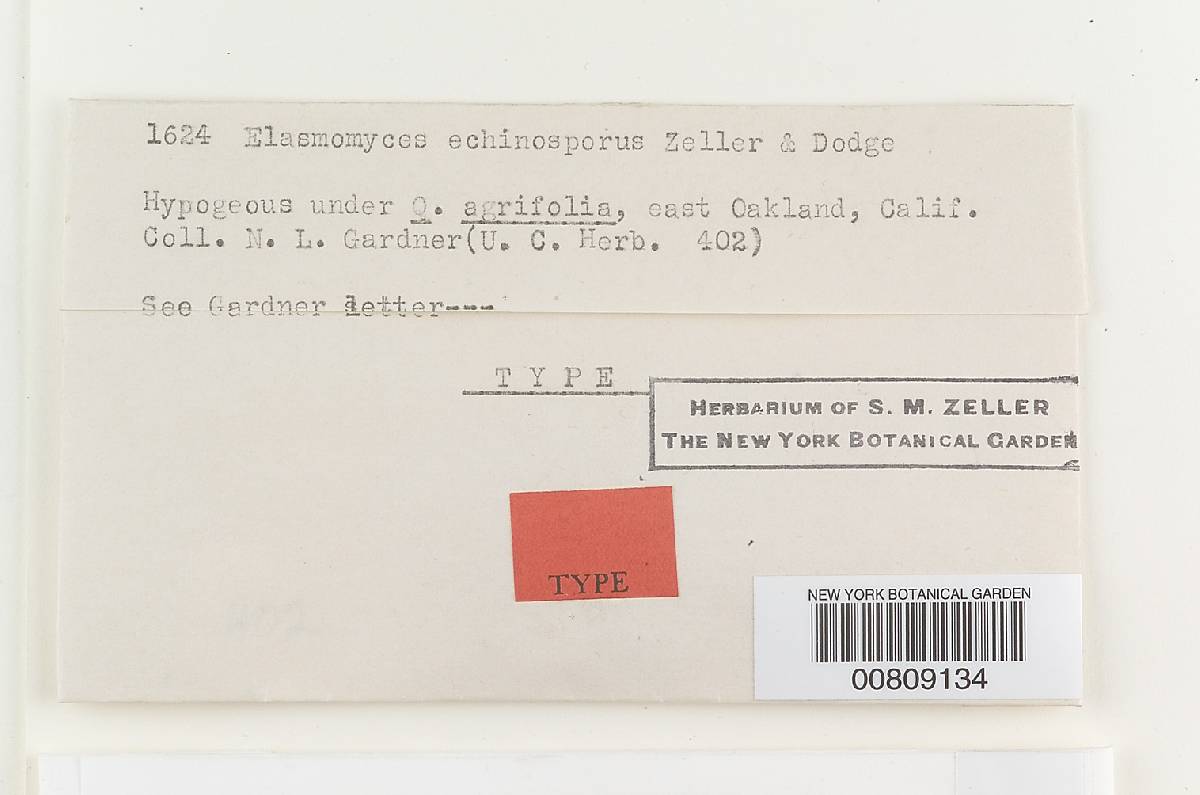 1624 Elasmomyces echinosporus Zeller & Dodge
Hypogeous under Q. agrifolia, east Oakland, Calif.
Coll. N. L. Gardner(U. C. Herb. 402)
See Gardner letter---
T Y P E
HERBARIUM OF S. M. ZELLER
THE NEW YORK BOTANICAL GARDEN
TYPE
NEW YORK BOTANICAL GARDEN
00809134